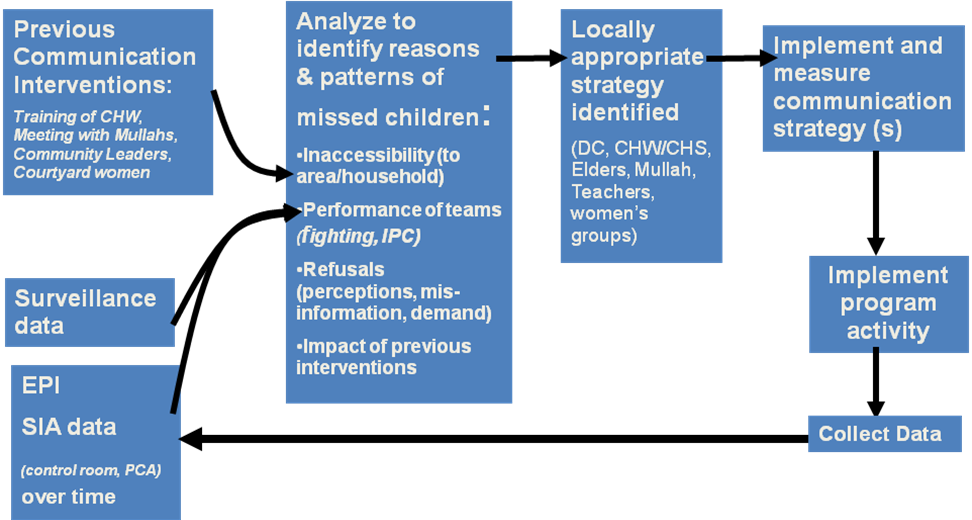 Previous
Communication
Interventions:
Training of CHW,
Meeting with Mullahs,
Community Leaders,
Courtyard women
Surveillance
data
EPI
SIA data
(control room, PCA)
over time
Analyze to
identify reasons
& patterns of
missed children:
•Inaccessibility (to
area/household)
•Performance of teams
(fighting, IPC)
•Refusals
(perceptions, mis-
information, demand)
•Impact of previous
interventions
Locally
appropriate
strategy
identified
(DC, CHW/CHS,
Elders, Mullah,
Teachers,
women's
groups)
Implement and
measure
communication
strategy (s)
Implement
program
activity
Collect Data